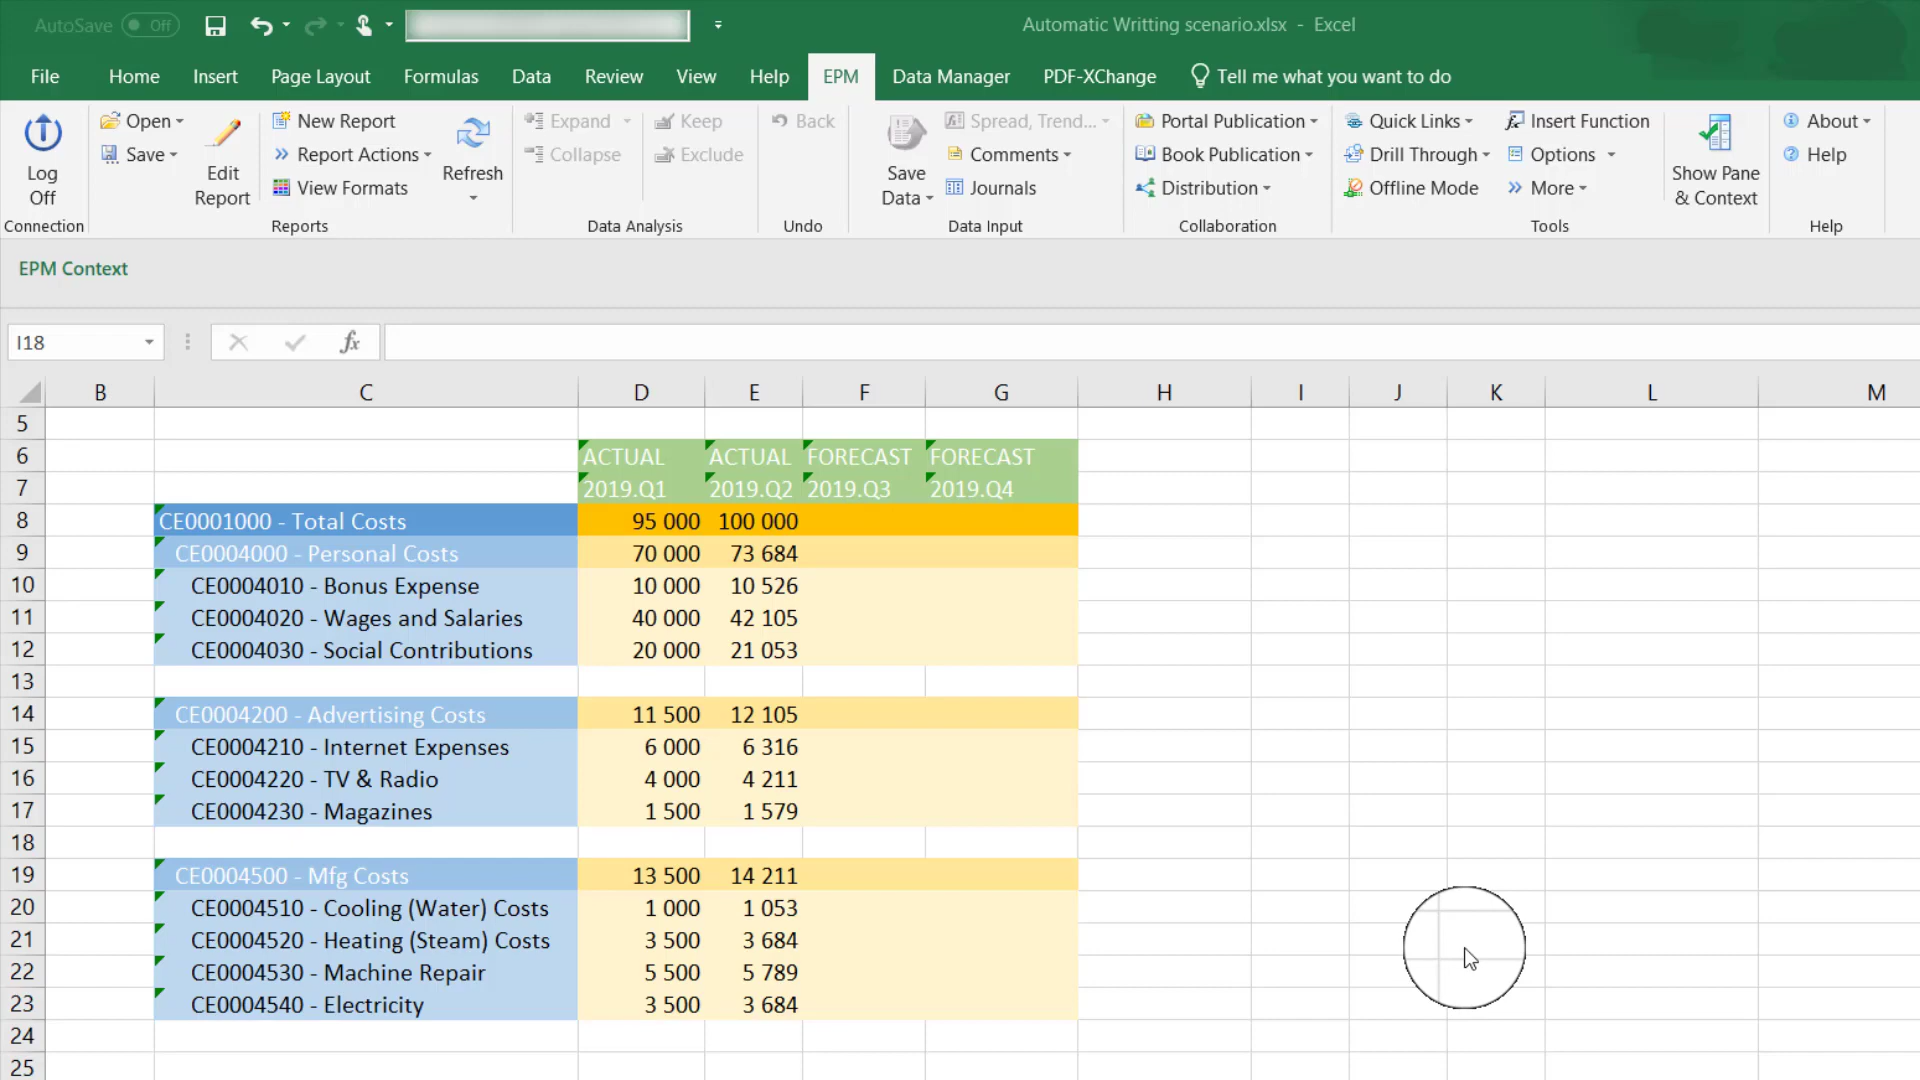 AutoSave Off Automatic Writting scenario.xlsx - Excel
File Home Insert Page Layout Formulas Data Review View Help EPM Data Manager PDF-XChange Tell me what you want to do
Log Off
Open
Save
Edit Report
New Report
Report Actions
View Formats
Refresh
Expand
Collapse
Keep
Exclude
Back
Save Data
Spread, Trend...
Comments
Journals
Portal Publication
Book Publication
Distribution
Quick Links
Drill Through
Offline Mode
Insert Function
Options
More
Show Pane & Context
About
Help
Connection Reports Data Analysis Undo Data Input Collaboration Tools Help
EPM Context
I18 fx
B C D E F G H I J K L M
5
6 ACTUAL ACTUAL FORECAST FORECAST
7 2019.Q1 2019.Q2 2019.Q3 2019.Q4
8 CE0001000 - Total Costs 95 000 100 000
9 CE0004000 - Personal Costs 70 000 73 684
10 CE0004010 - Bonus Expense 10 000 10 526
11 CE0004020 - Wages and Salaries 40 000 42 105
12 CE0004030 - Social Contributions 20 000 21 053
13
14 CE0004200 - Advertising Costs 11 500 12 105
15 CE0004210 - Internet Expenses 6 000 6 316
16 CE0004220 - TV & Radio 4 000 4 211
17 CE0004230 - Magazines 1 500 1 579
18
19 CE0004500 - Mfg Costs 13 500 14 211
20 CE0004510 - Cooling (Water) Costs 1 000 1 053
21 CE0004520 - Heating (Steam) Costs 3 500 3 684
22 CE0004530 - Machine Repair 5 500 5 789
23 CE0004540 - Electricity 3 500 3 684
24
25